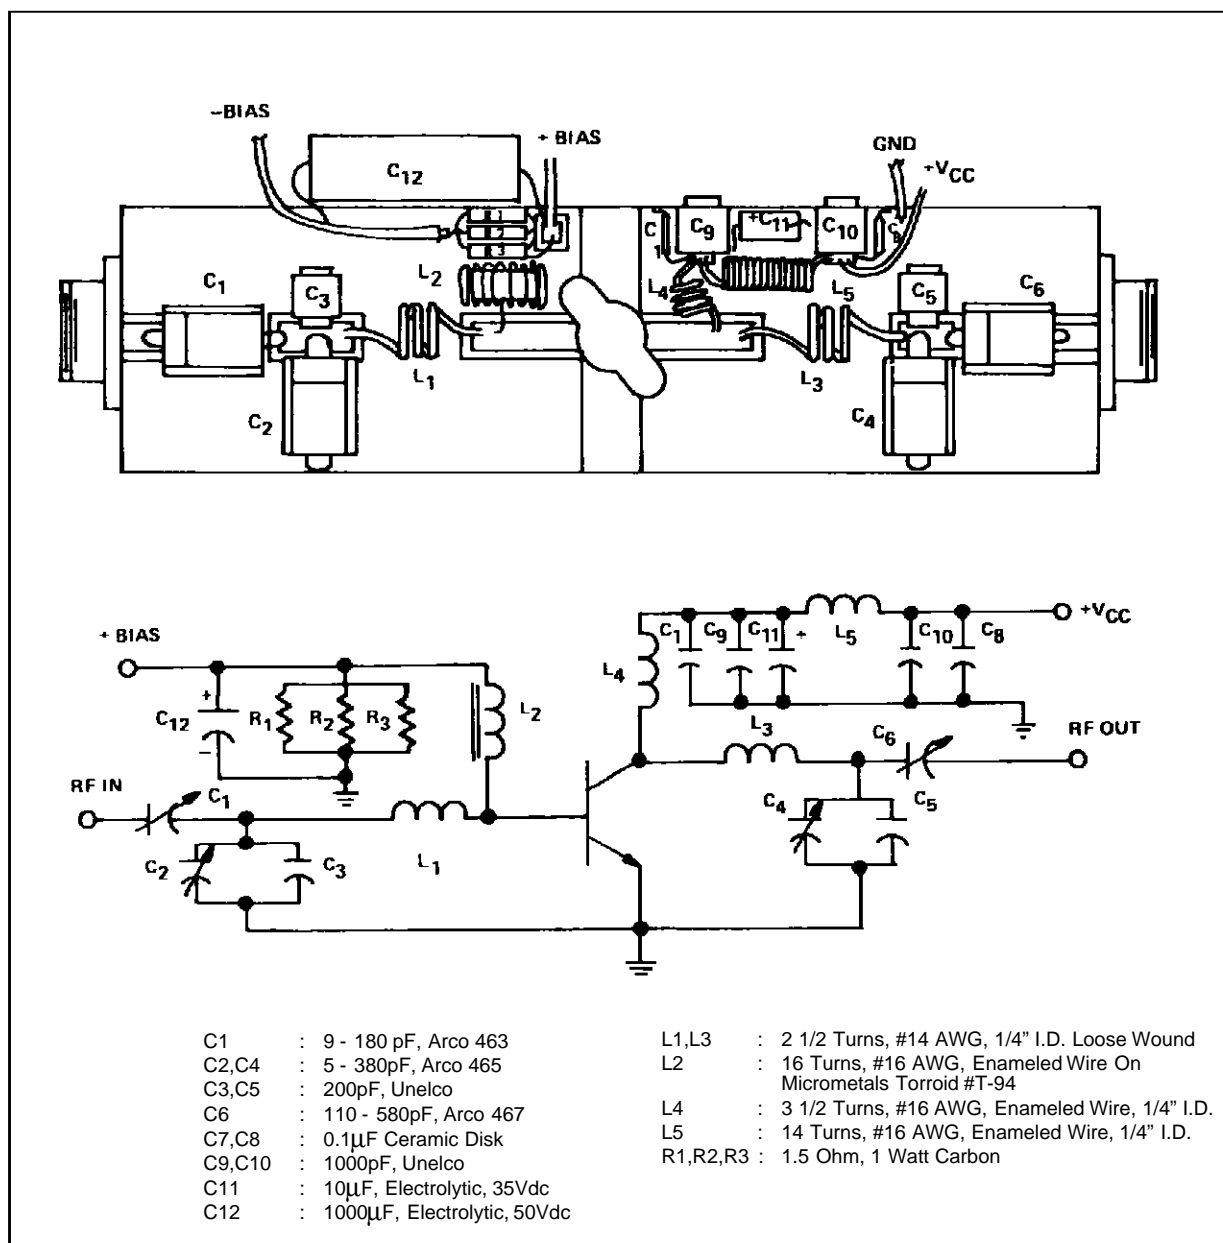 –BIAS
+ BIAS
C12
GND
+VCC
R 1
R 2
R 3
C1
C9
+C11
C10
C8
C1
C3
L2
L1
L4
L5
C5
C6
L3
C2
C4
+ BIAS
+
C12
–
R1
R2
R3
L2
RF IN
C1
C2
C3
L1
L4
C1
C9
C11
+
L5
C10
C8
+VCC
L3
C6
RF OUT
C4
C5
C1 : 9 - 180 pF, Arco 463
C2,C4 : 5 - 380pF, Arco 465
C3,C5 : 200pF, Unelco
C6 : 110 - 580pF, Arco 467
C7,C8 : 0.1µF Ceramic Disk
C9,C10 : 1000pF, Unelco
C11 : 10µF, Electrolytic, 35Vdc
C12 : 1000µF, Electrolytic, 50Vdc
L1,L3 : 2 1/2 Turns, #14 AWG, 1/4” I.D. Loose Wound
L2 : 16 Turns, #16 AWG, Enameled Wire On
Micrometals Torroid #T-94
L4 : 3 1/2 Turns, #16 AWG, Enameled Wire, 1/4” I.D.
L5 : 14 Turns, #16 AWG, Enameled Wire, 1/4” I.D.
R1,R2,R3 : 1.5 Ohm, 1 Watt Carbon